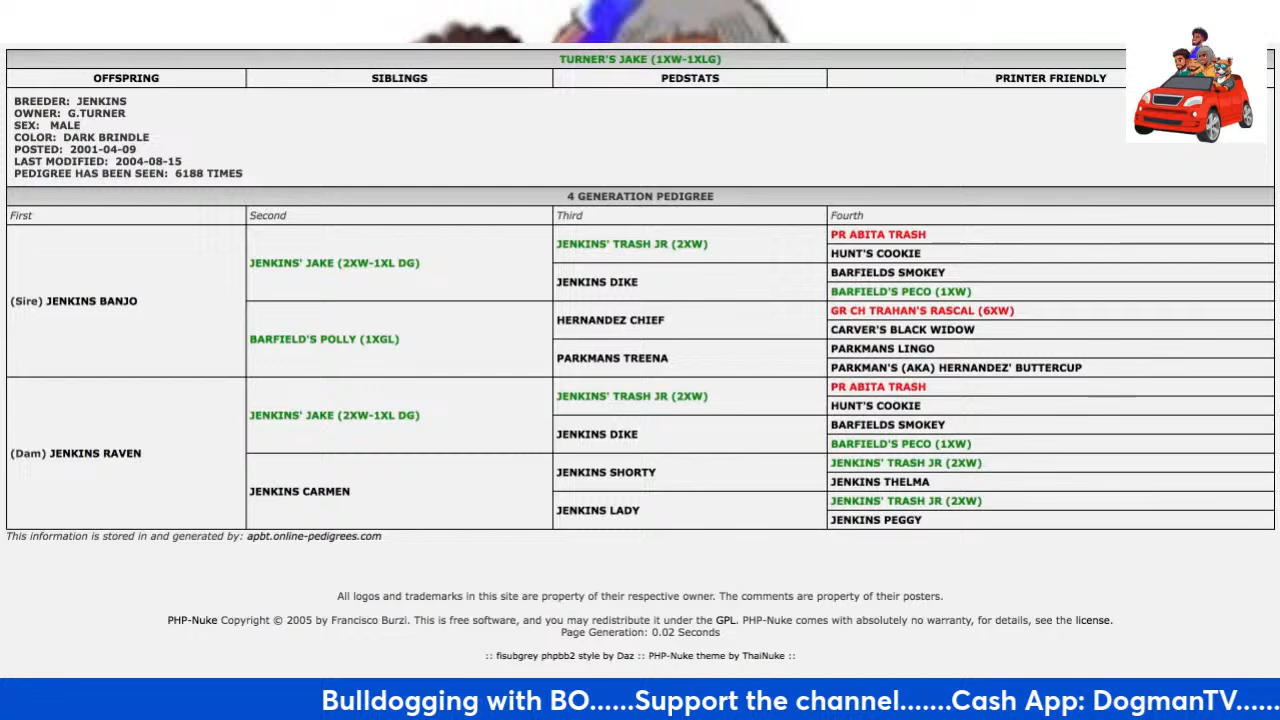 TURNER'S JAKE (1XW-1XLG)
OFFSPRING SIBLINGS PEDSTATS PRINTER FRIENDLY
BREEDER: JENKINS
OWNER: G.TURNER
SEX: MALE
COLOR: DARK BRINDLE
POSTED: 2001-04-09
LAST MODIFIED: 2004-08-15
PEDIGREE HAS BEEN SEEN: 6188 TIMES
4 GENERATION PEDIGREE
First Second Third Fourth
(Sire) JENKINS BANJO
JENKINS' JAKE (2XW-1XL DG)
JENKINS' TRASH JR (2XW)
PR ABITA TRASH
HUNT'S COOKIE
JENKINS DIKE
BARFIELDS SMOKEY
BARFIELD'S PECO (1XW)
BARFIELD'S POLLY (1XGL)
HERNANDEZ CHIEF
GR CH TRAHAN'S RASCAL (6XW)
CARVER'S BLACK WIDOW
PARKMANS TREENA
PARKMANS LINGO
PARKMAN'S (AKA) HERNANDEZ' BUTTERCUP
(Dam) JENKINS RAVEN
JENKINS' JAKE (2XW-1XL DG)
JENKINS' TRASH JR (2XW)
PR ABITA TRASH
HUNT'S COOKIE
JENKINS DIKE
BARFIELDS SMOKEY
BARFIELD'S PECO (1XW)
JENKINS CARMEN
JENKINS SHORTY
JENKINS' TRASH JR (2XW)
JENKINS THELMA
JENKINS LADY
JENKINS' TRASH JR (2XW)
JENKINS PEGGY
This information is stored in and generated by: apbt.online-pedigrees.com
All logos and trademarks in this site are property of their respective owner. The comments are property of their posters.
PHP-Nuke Copyright © 2005 by Francisco Burzi. This is free software, and you may redistribute it under the GPL. PHP-Nuke comes with absolutely no warranty, for details, see the license.
Page Generation: 0.02 Seconds
:: fisubgrey phpbb2 style by Daz :: PHP-Nuke theme by ThaiNuke ::
Bulldogging with BO......Support the channel.......Cash App: DogmanTV......